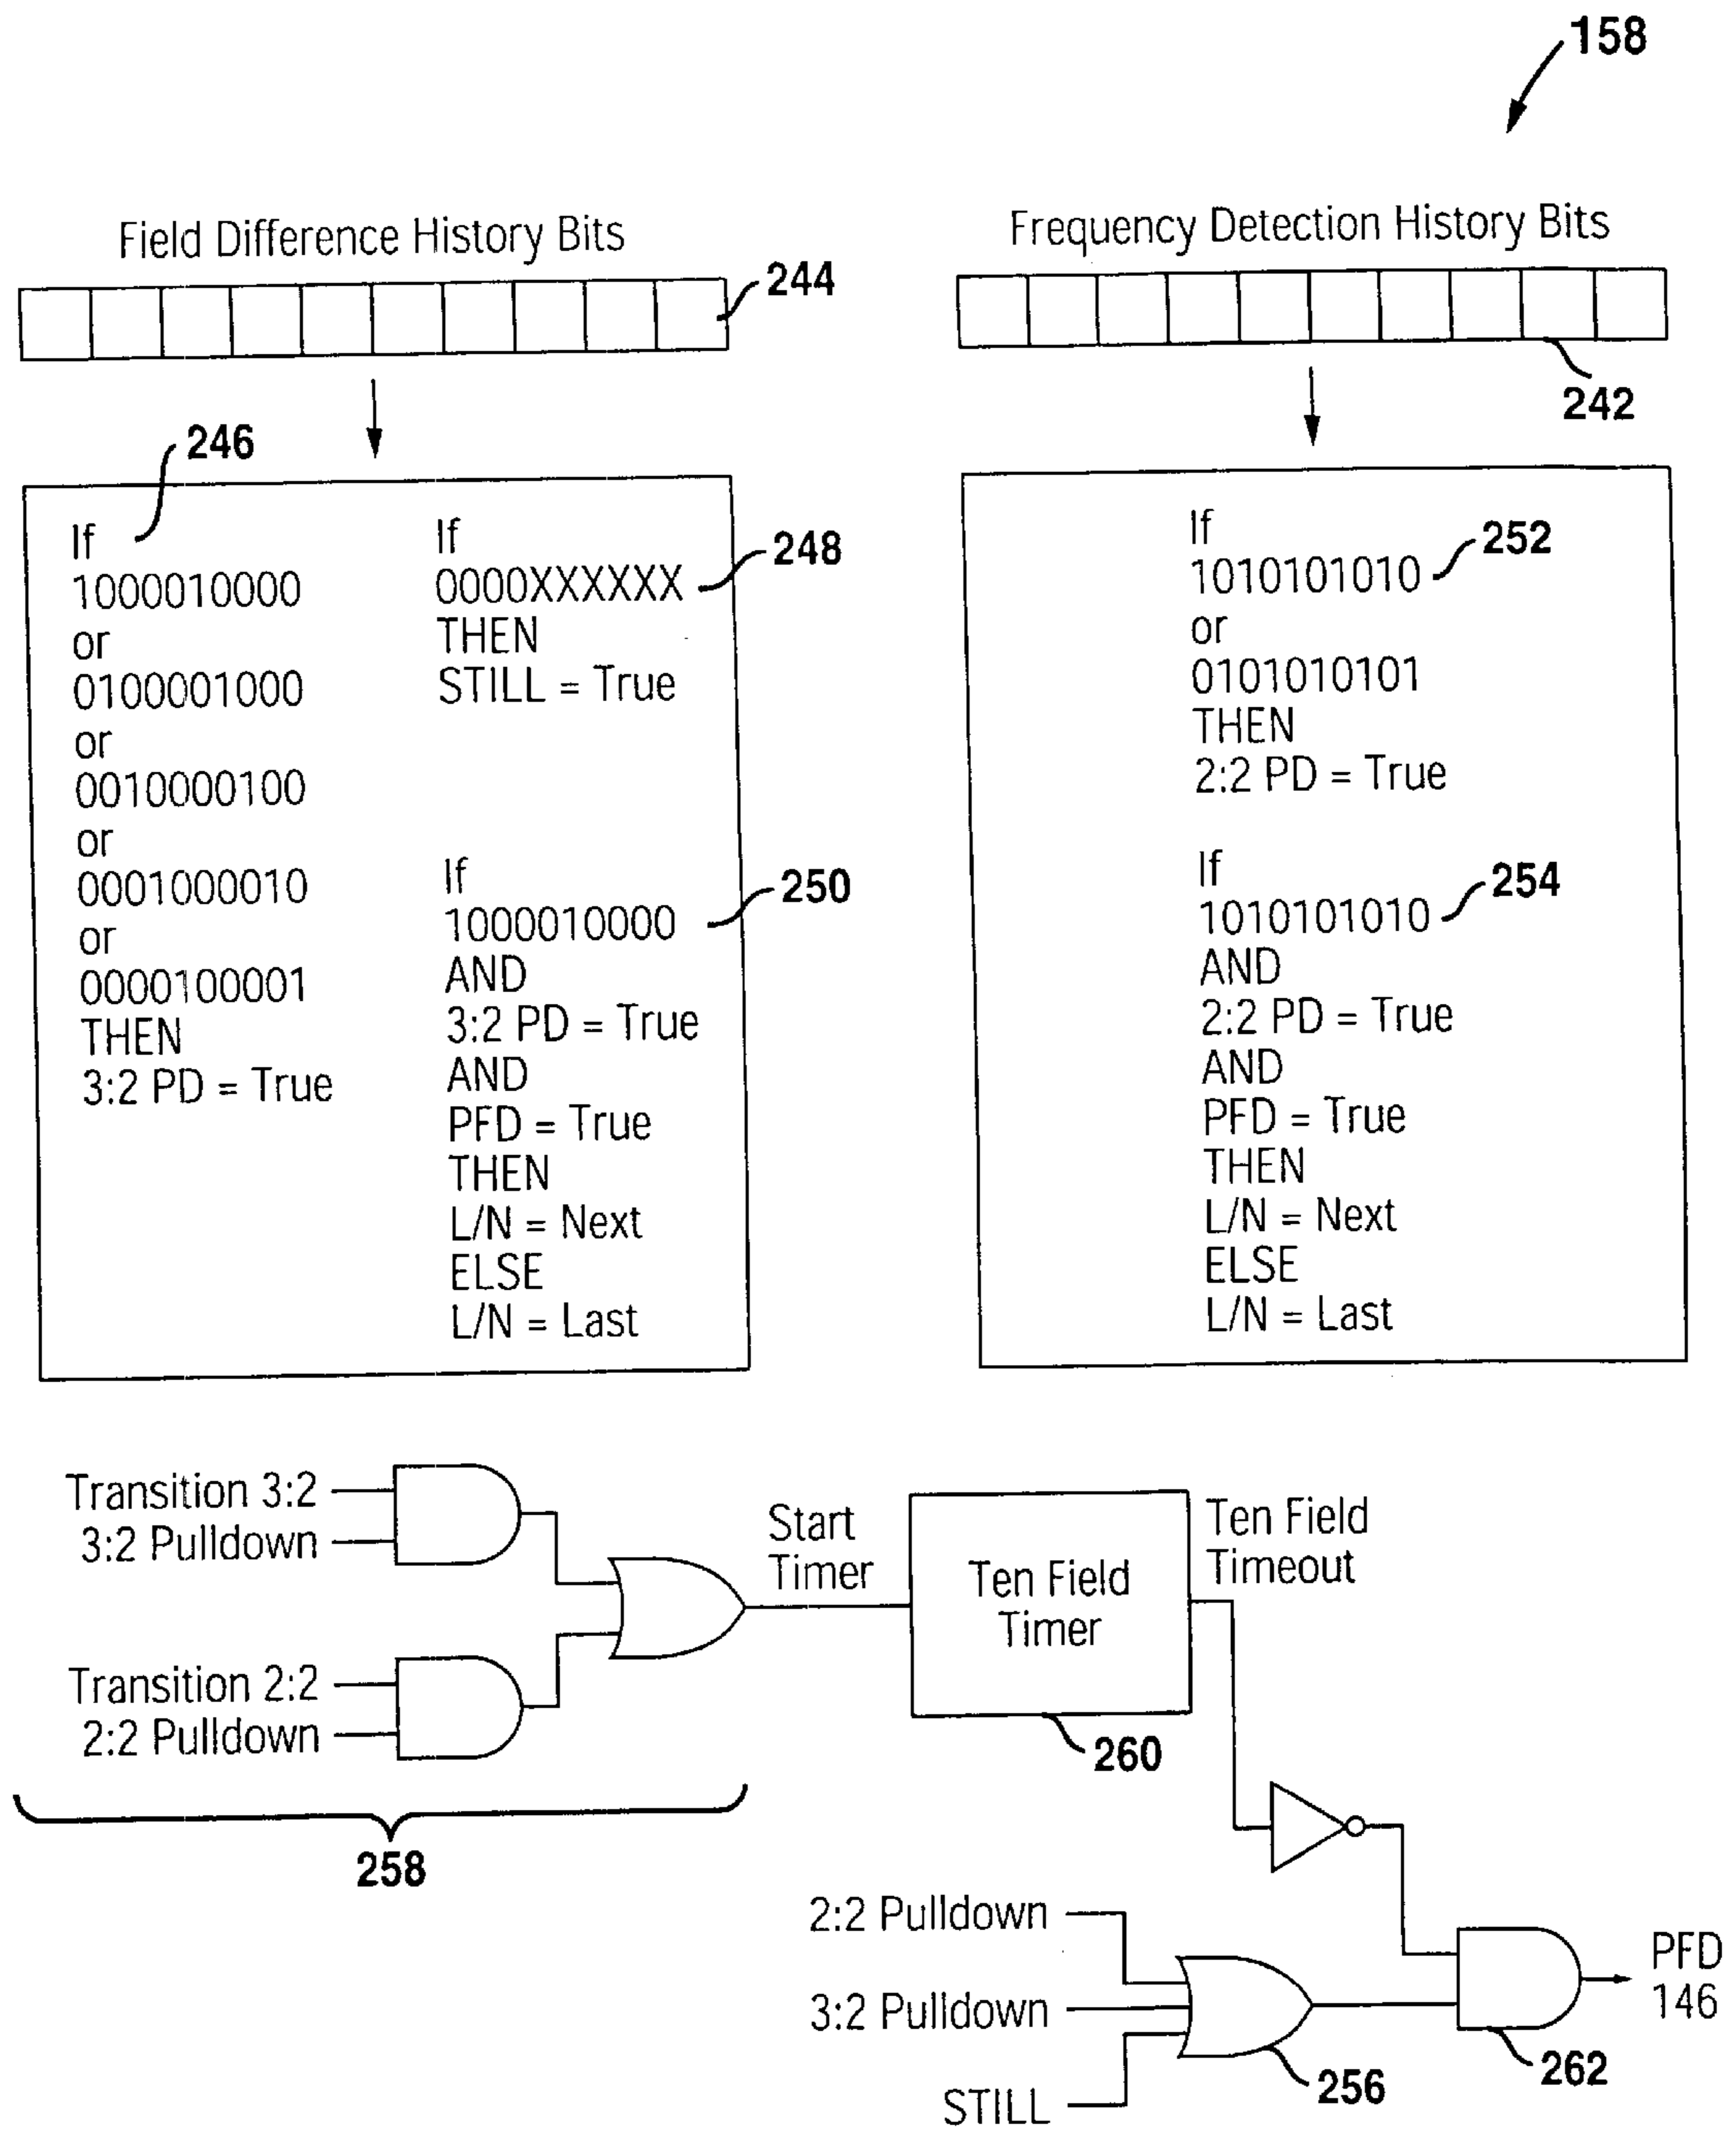 158
Field Difference History Bits
244
Frequency Detection History Bits
242
246
If
1000010000
or
0100001000
or
0010000100
or
0001000010
or
0000100001
THEN
3:2 PD = True
If
248
0000XXXXXX
THEN
STILL = True
If
250
1000010000
AND
3:2 PD = True
AND
PFD = True
THEN
L/N = Next
ELSE
L/N = Last
If
252
1010101010
or
0101010101
THEN
2:2 PD = True
If
254
1010101010
AND
2:2 PD = True
AND
PFD = True
THEN
L/N = Next
ELSE
L/N = Last
Transition 3:2
3:2 Pulldown
Transition 2:2
2:2 Pulldown
258
Start
Timer
Ten Field
Timer
260
Ten Field
Timeout
2:2 Pulldown
3:2 Pulldown
STILL
256
262
PFD
146